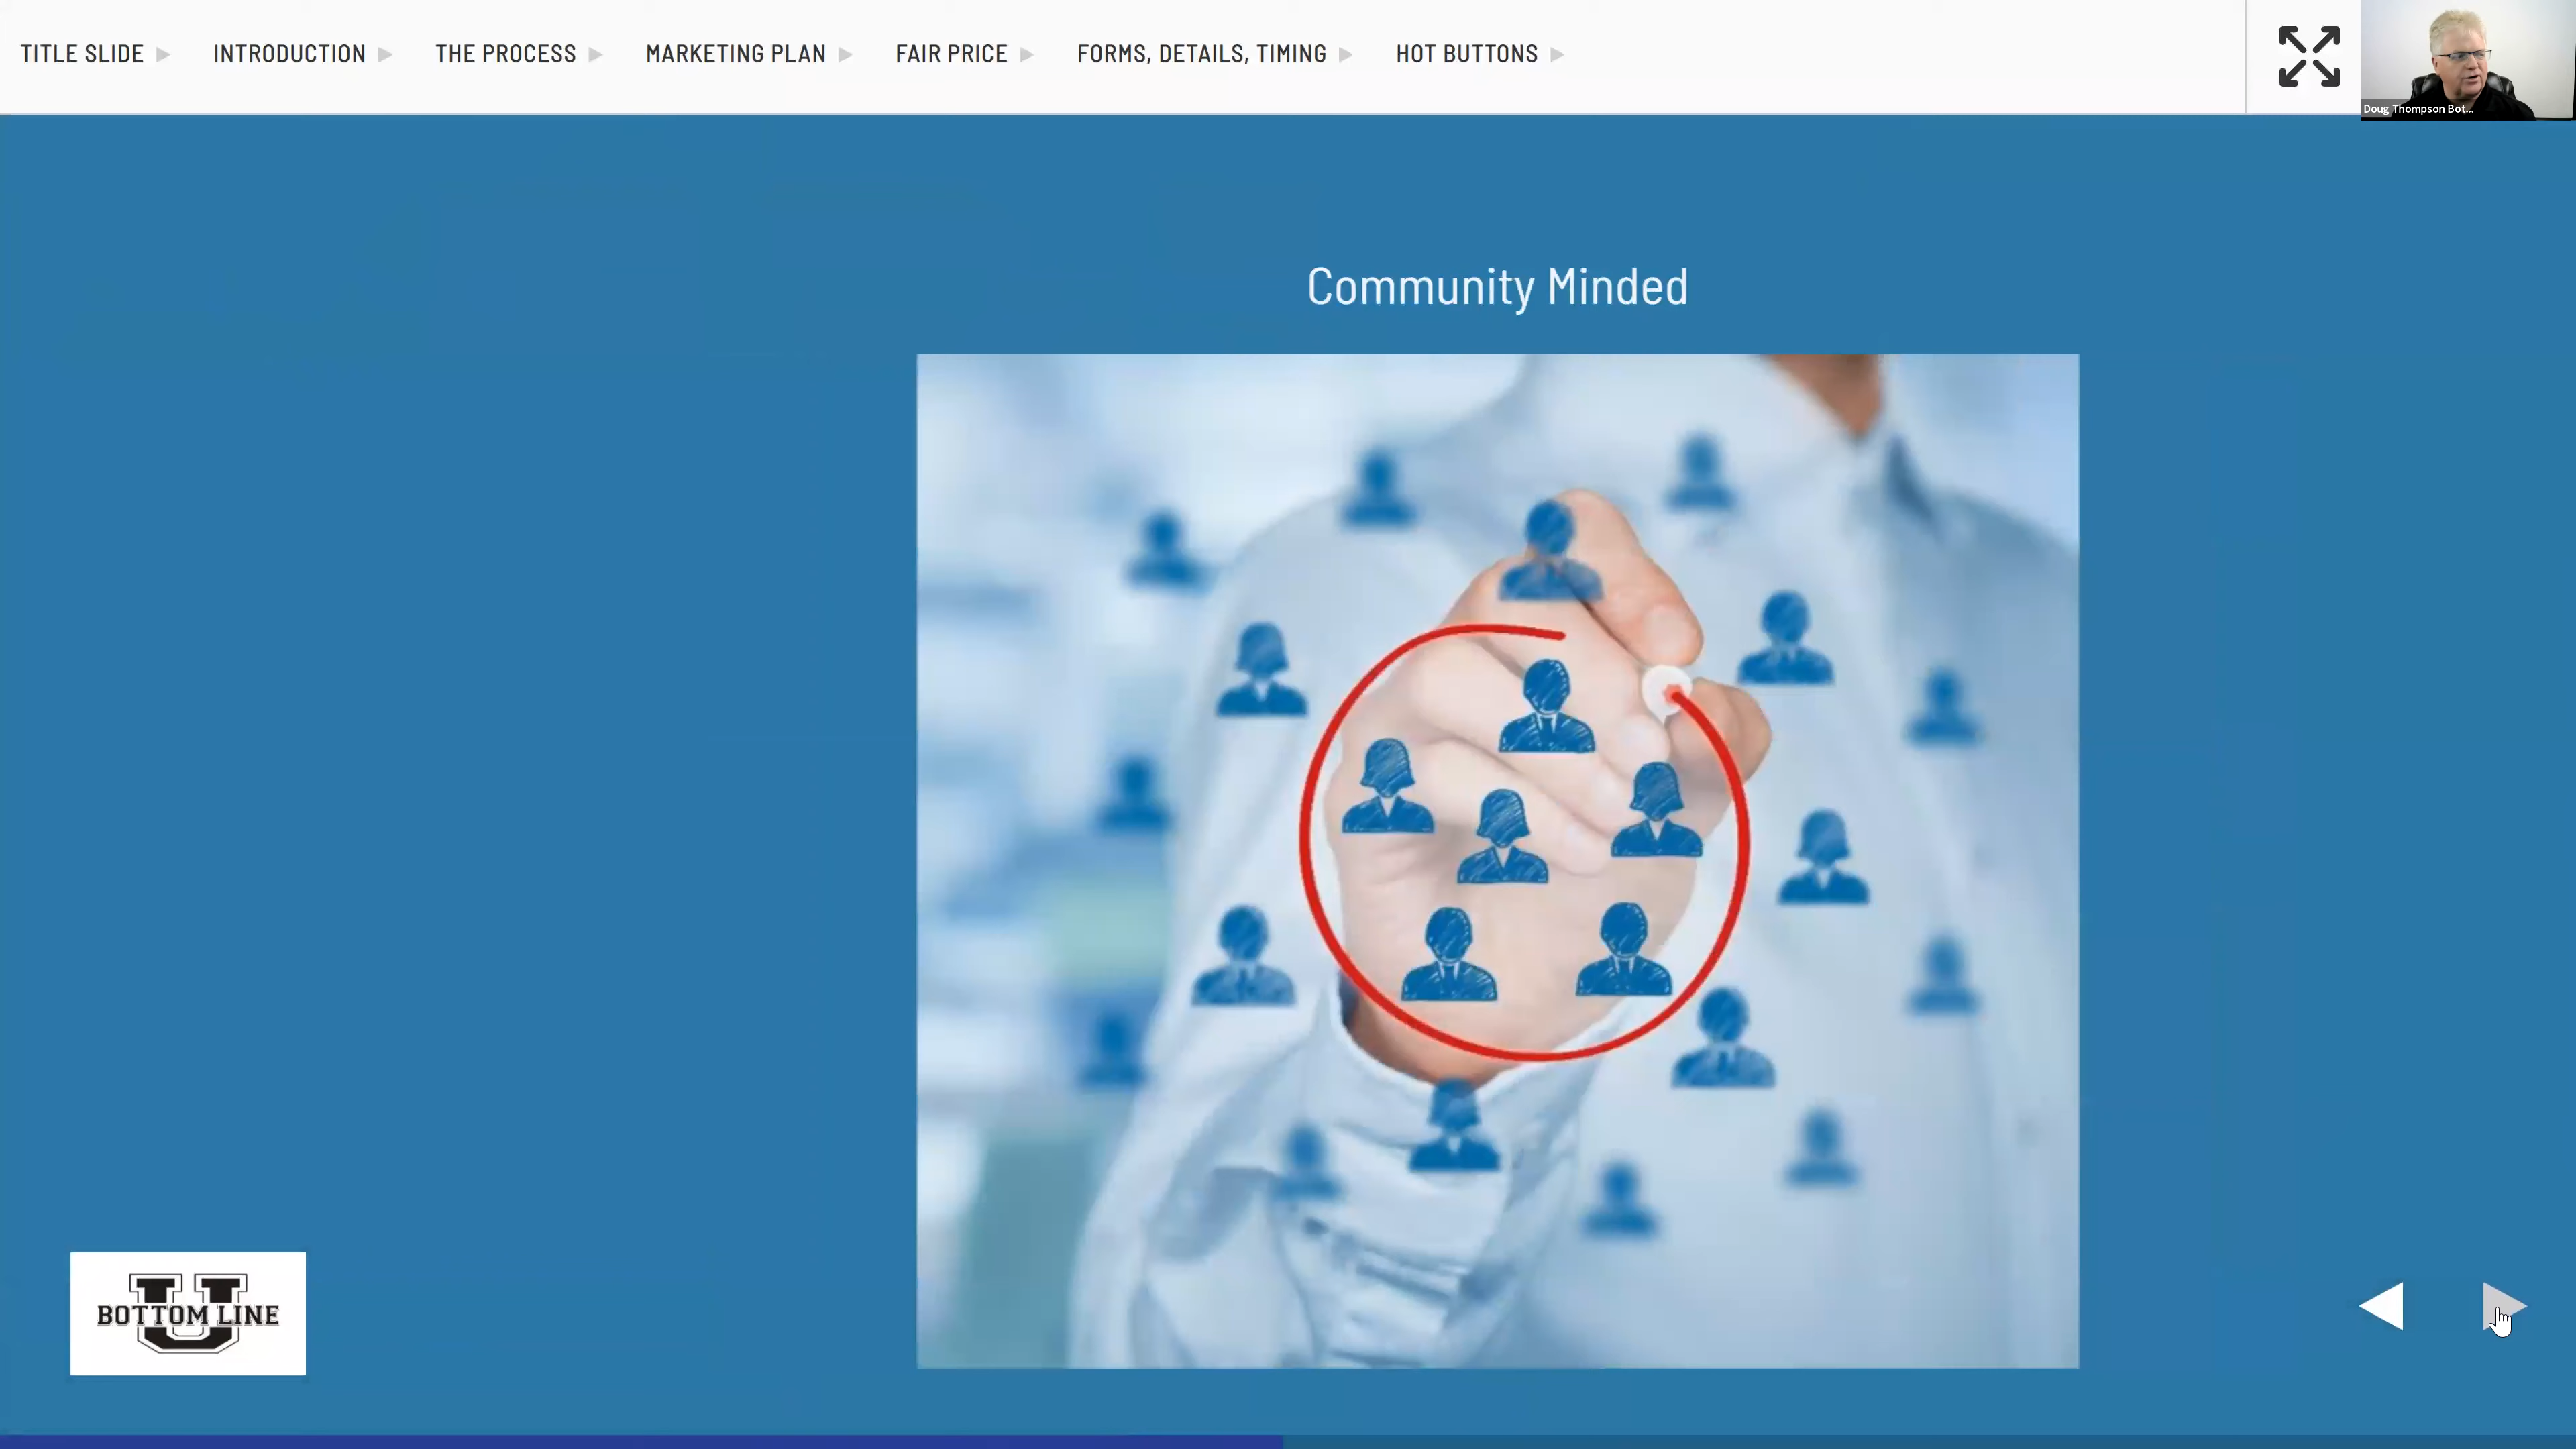 TITLE SLIDE
INTRODUCTION
THE PROCESS
MARKETING PLAN
FAIR PRICE
FORMS, DETAILS, TIMING
HOT BUTTONS
Doug Thompson Bot...
Community Minded
U
BOTTOM LINE